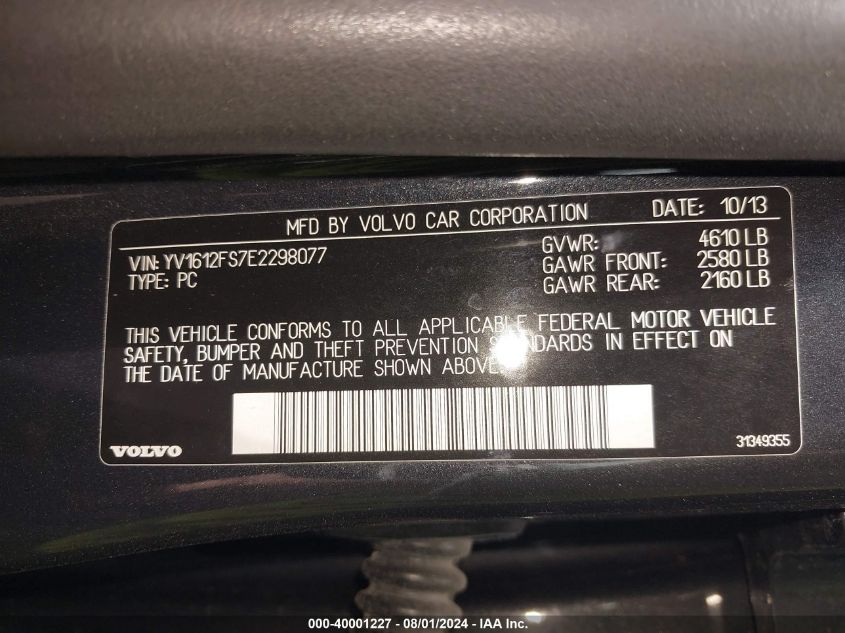 MFD BY VOLVO CAR CORPORATION DATE: 10/13
VIN: YV1612FS7E2298077 GVWR: 4610 LB
TYPE: PC GAWR FRONT: 2580 LB
GAWR REAR: 2160 LB
THIS VEHICLE CONFORMS TO ALL APPLICABLE FEDERAL MOTOR VEHICLE
SAFETY, BUMPER AND THEFT PREVENTION STANDARDS IN EFFECT ON
THE DATE OF MANUFACTURE SHOWN ABOVE.
VOLVO 31349355
000-40001227 - 08/01/2024 - IAA Inc.